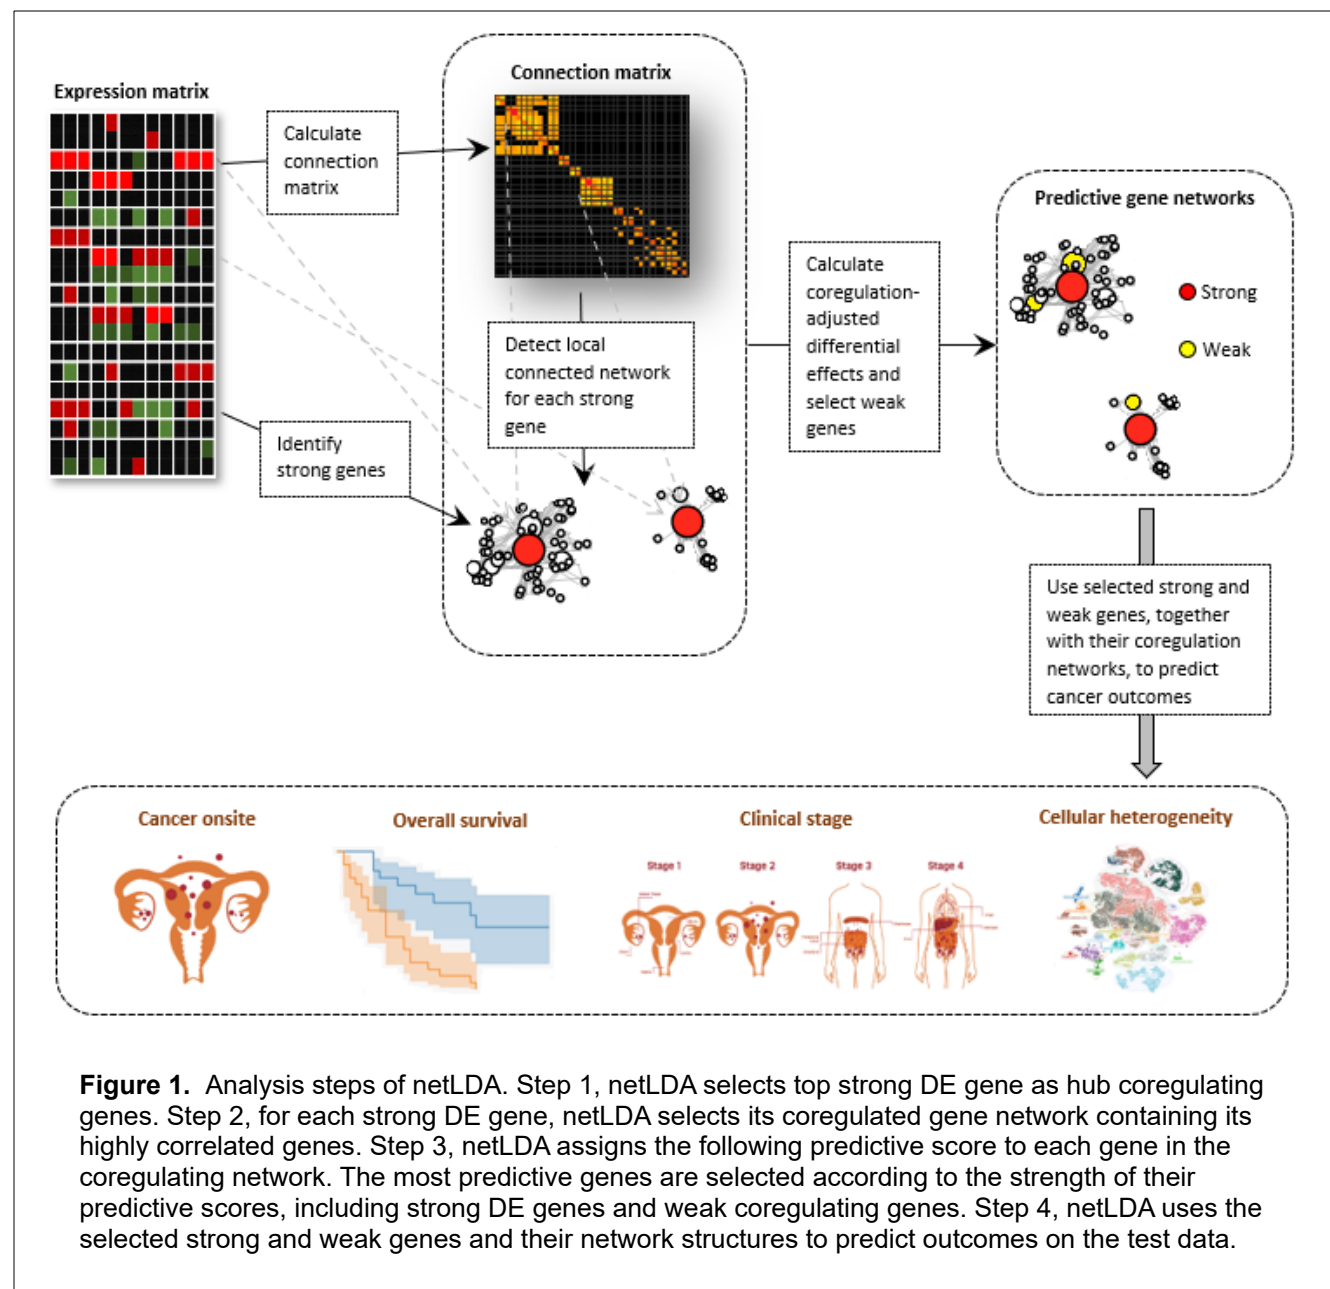 Expression matrix
Calculate
connection
matrix
Connection matrix
Identify
strong genes
Detect local
connected network
for each strong
gene
Calculate
coregulation-
adjusted
differential
effects and
select weak
genes
Predictive gene networks
Strong
Weak
Use selected strong and
weak genes, together
with their coregulation
networks, to predict
cancer outcomes
Cancer onsite
Overall survival
Clinical stage
Cellular heterogeneity
Stage 1
Stage 2
Stage 3
Stage 4
Figure 1. Analysis steps of netLDA. Step 1, netLDA selects top strong DE gene as hub coregulating
genes. Step 2, for each strong DE gene, netLDA selects its coregulated gene network containing its
highly correlated genes. Step 3, netLDA assigns the following predictive score to each gene in the
coregulating network. The most predictive genes are selected according to the strength of their
predictive scores, including strong DE genes and weak coregulating genes. Step 4, netLDA uses the
selected strong and weak genes and their network structures to predict outcomes on the test data.